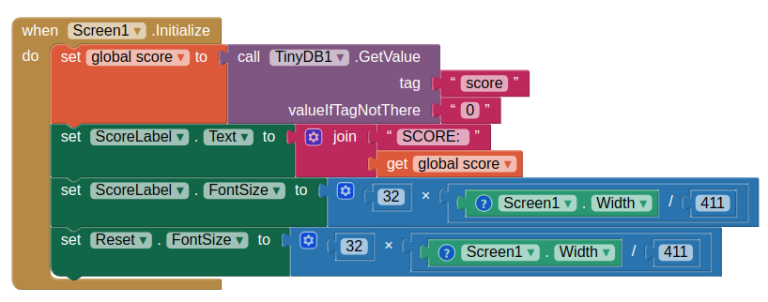 when Screen1 .Initialize
do set global score to call TinyDB1 .GetValue
tag " score "
valueIfTagNotThere " 0 "
set ScoreLabel . Text to join " SCORE: "
get global score
set ScoreLabel . FontSize to 32 × ? Screen1 . Width / 411
set Reset . FontSize to 32 × ? Screen1 . Width / 411